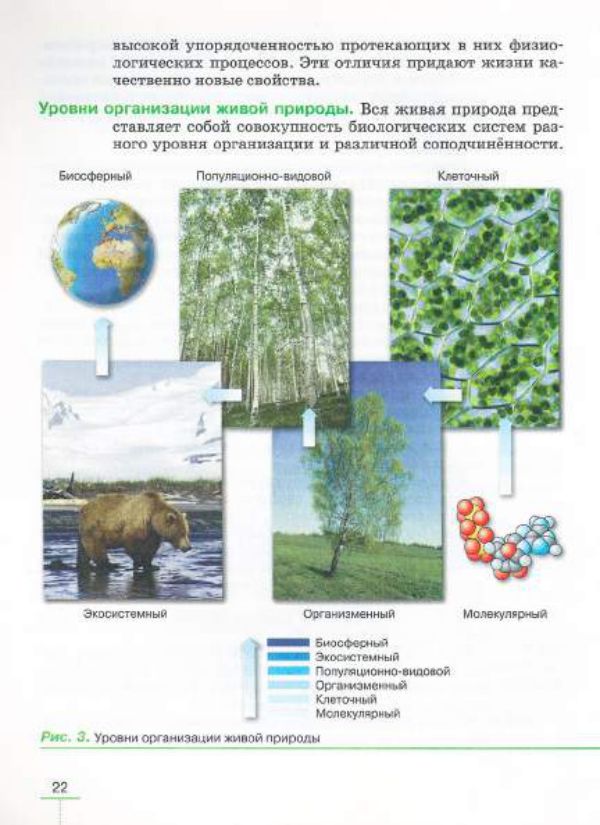 высокой упорядоченностью протекающих в них физио-
логических процессов. Эти отличия придают жизни ка-
чественно новые свойства.
Уровни организации живой природы. Вся живая природа пред-
ставляет собой совокупность биологических систем раз-
ного уровня организации и различной соподчинённости.
Биосферный
Популяционно-видовой
Клеточный
Экосистемный
Организменный
Молекулярный
Биосферный
Экосистемный
Популяционно-видовой
Организменный
Клеточный
Молекулярный
Рис. 3. Уровни организации живой природы
22